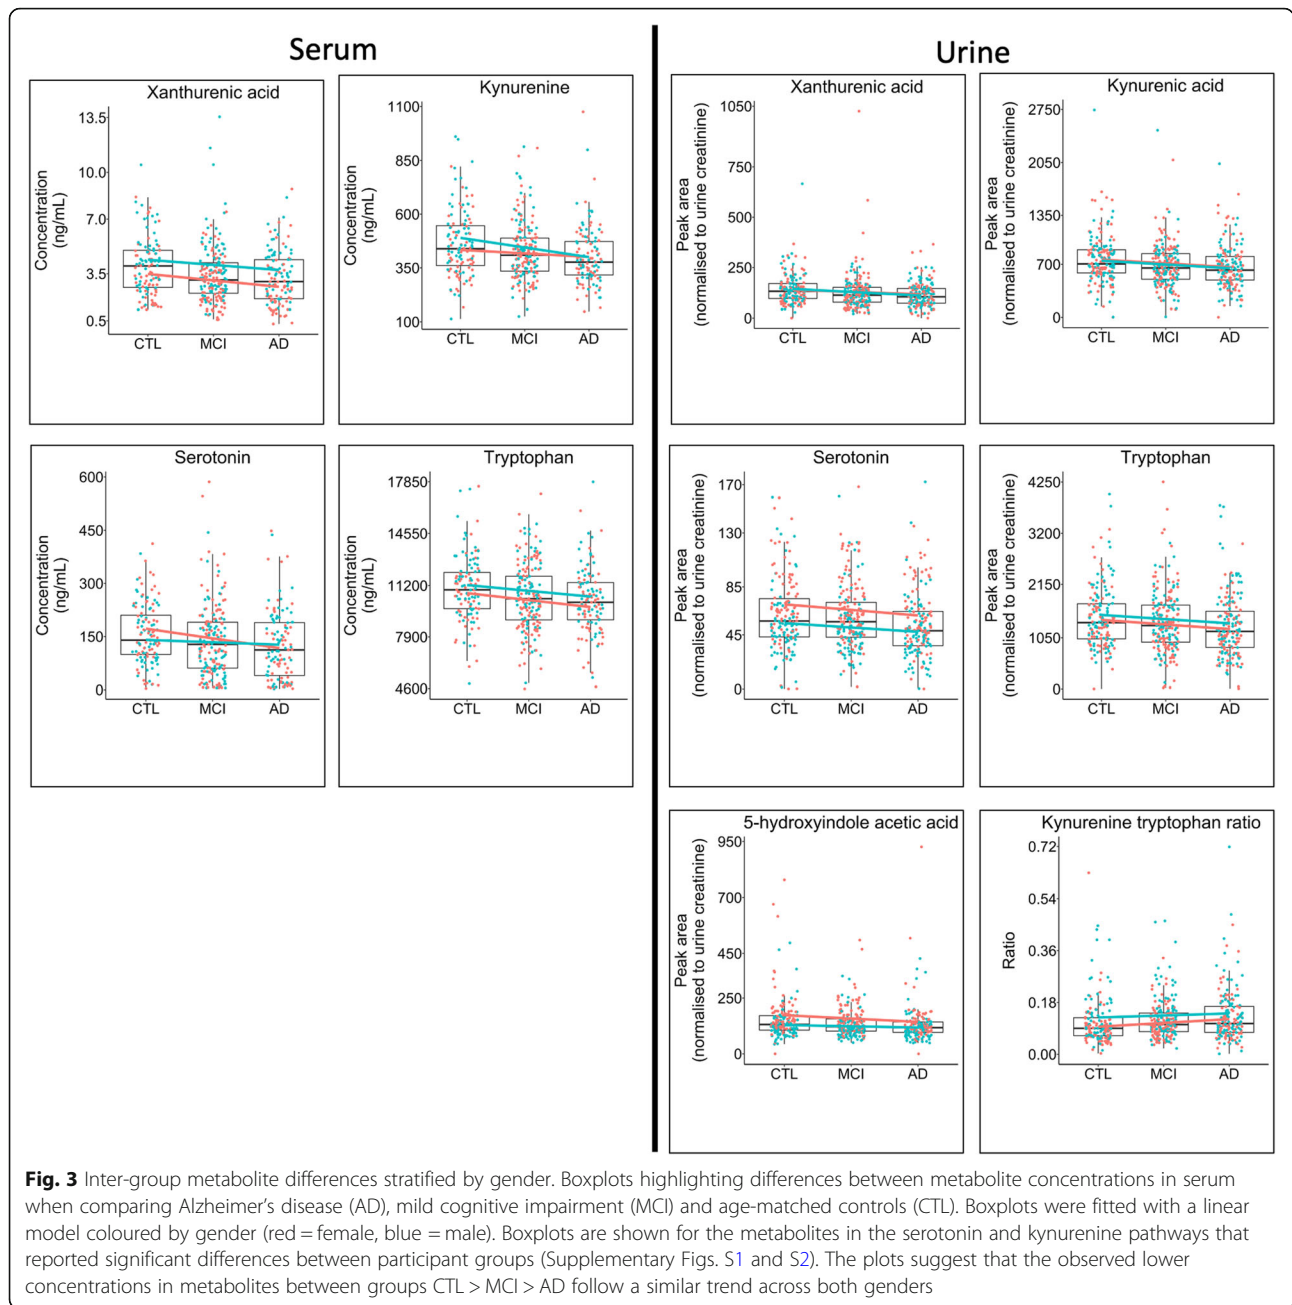 Serum
Urine
Xanthurenic acid
Concentration
(ng/mL)
13.5
10.0
7.0
3.5
0.5
CTL MCI AD
Kynurenine
Concentration
(ng/mL)
1100
850
600
350
100
CTL MCI AD
Xanthurenic acid
Peak area
(normalised to urine creatinine)
1050
750
500
250
0
CTL MCI AD
Kynurenic acid
Peak area
(normalised to urine creatinine)
2750
2050
1350
700
0
CTL MCI AD
Serotonin
Concentration
(ng/mL)
600
450
300
150
0
CTL MCI AD
Tryptophan
Concentration
(ng/mL)
17850
14550
11200
7900
4600
CTL MCI AD
Serotonin
Peak area
(normalised to urine creatinine)
170
130
85
45
0
CTL MCI AD
Tryptophan
Peak area
(normalised to urine creatinine)
4250
3200
2150
1050
0
CTL MCI AD
5-hydroxyindole acetic acid
Peak area
(normalised to urine creatinine)
950
700
450
250
0
CTL MCI AD
Kynurenine tryptophan ratio
Ratio
0.72
0.54
0.36
0.18
0.00
CTL MCI AD
Fig. 3 Inter-group metabolite differences stratified by gender. Boxplots highlighting differences between metabolite concentrations in serum
when comparing Alzheimer's disease (AD), mild cognitive impairment (MCI) and age-matched controls (CTL). Boxplots were fitted with a linear
model coloured by gender (red = female, blue = male). Boxplots are shown for the metabolites in the serotonin and kynurenine pathways that
reported significant differences between participant groups (Supplementary Figs. S1 and S2). The plots suggest that the observed lower
concentrations in metabolites between groups CTL > MCI > AD follow a similar trend across both genders